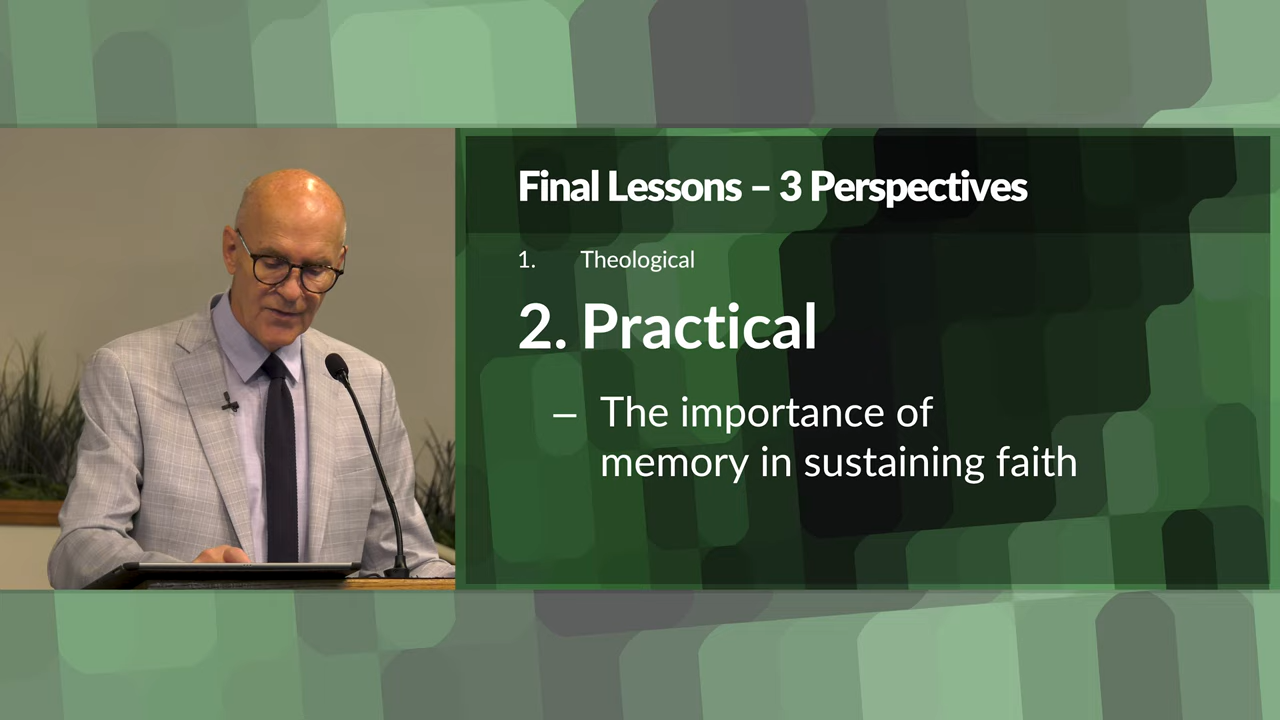 Final Lessons – 3 Perspectives
1. Theological
2. Practical
– The importance of
memory in sustaining faith